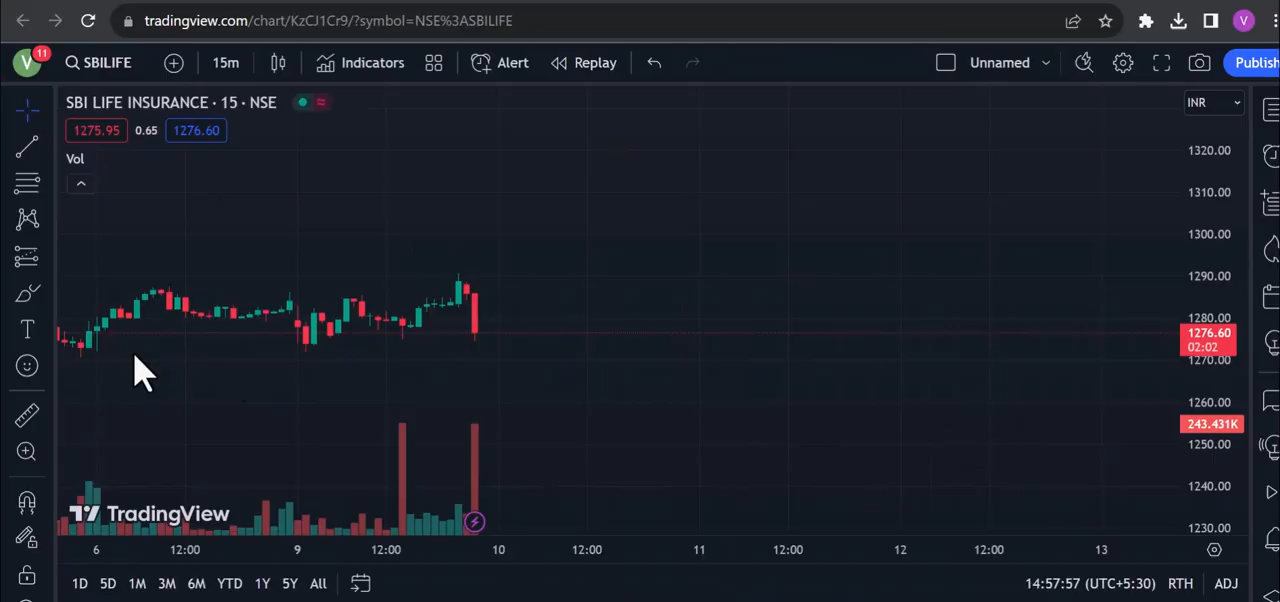 tradingview.com/chart/KzCJ1Cr9/?symbol=NSE%3ASBILIFE
V
V 11 SBILIFE 15m Indicators Alert Replay Unnamed Publish
SBI LIFE INSURANCE · 15 · NSE
INR
1275.95 0.65 1276.60
Vol
1320.00
1310.00
1300.00
1290.00
1280.00
1276.60
02:02
1270.00
1260.00
243.431K
1250.00
1240.00
1230.00
TradingView
6 12:00 9 12:00 10 12:00 11 12:00 12 12:00 13
1D 5D 1M 3M 6M YTD 1Y 5Y All 14:57:57 (UTC+5:30) RTH ADJ